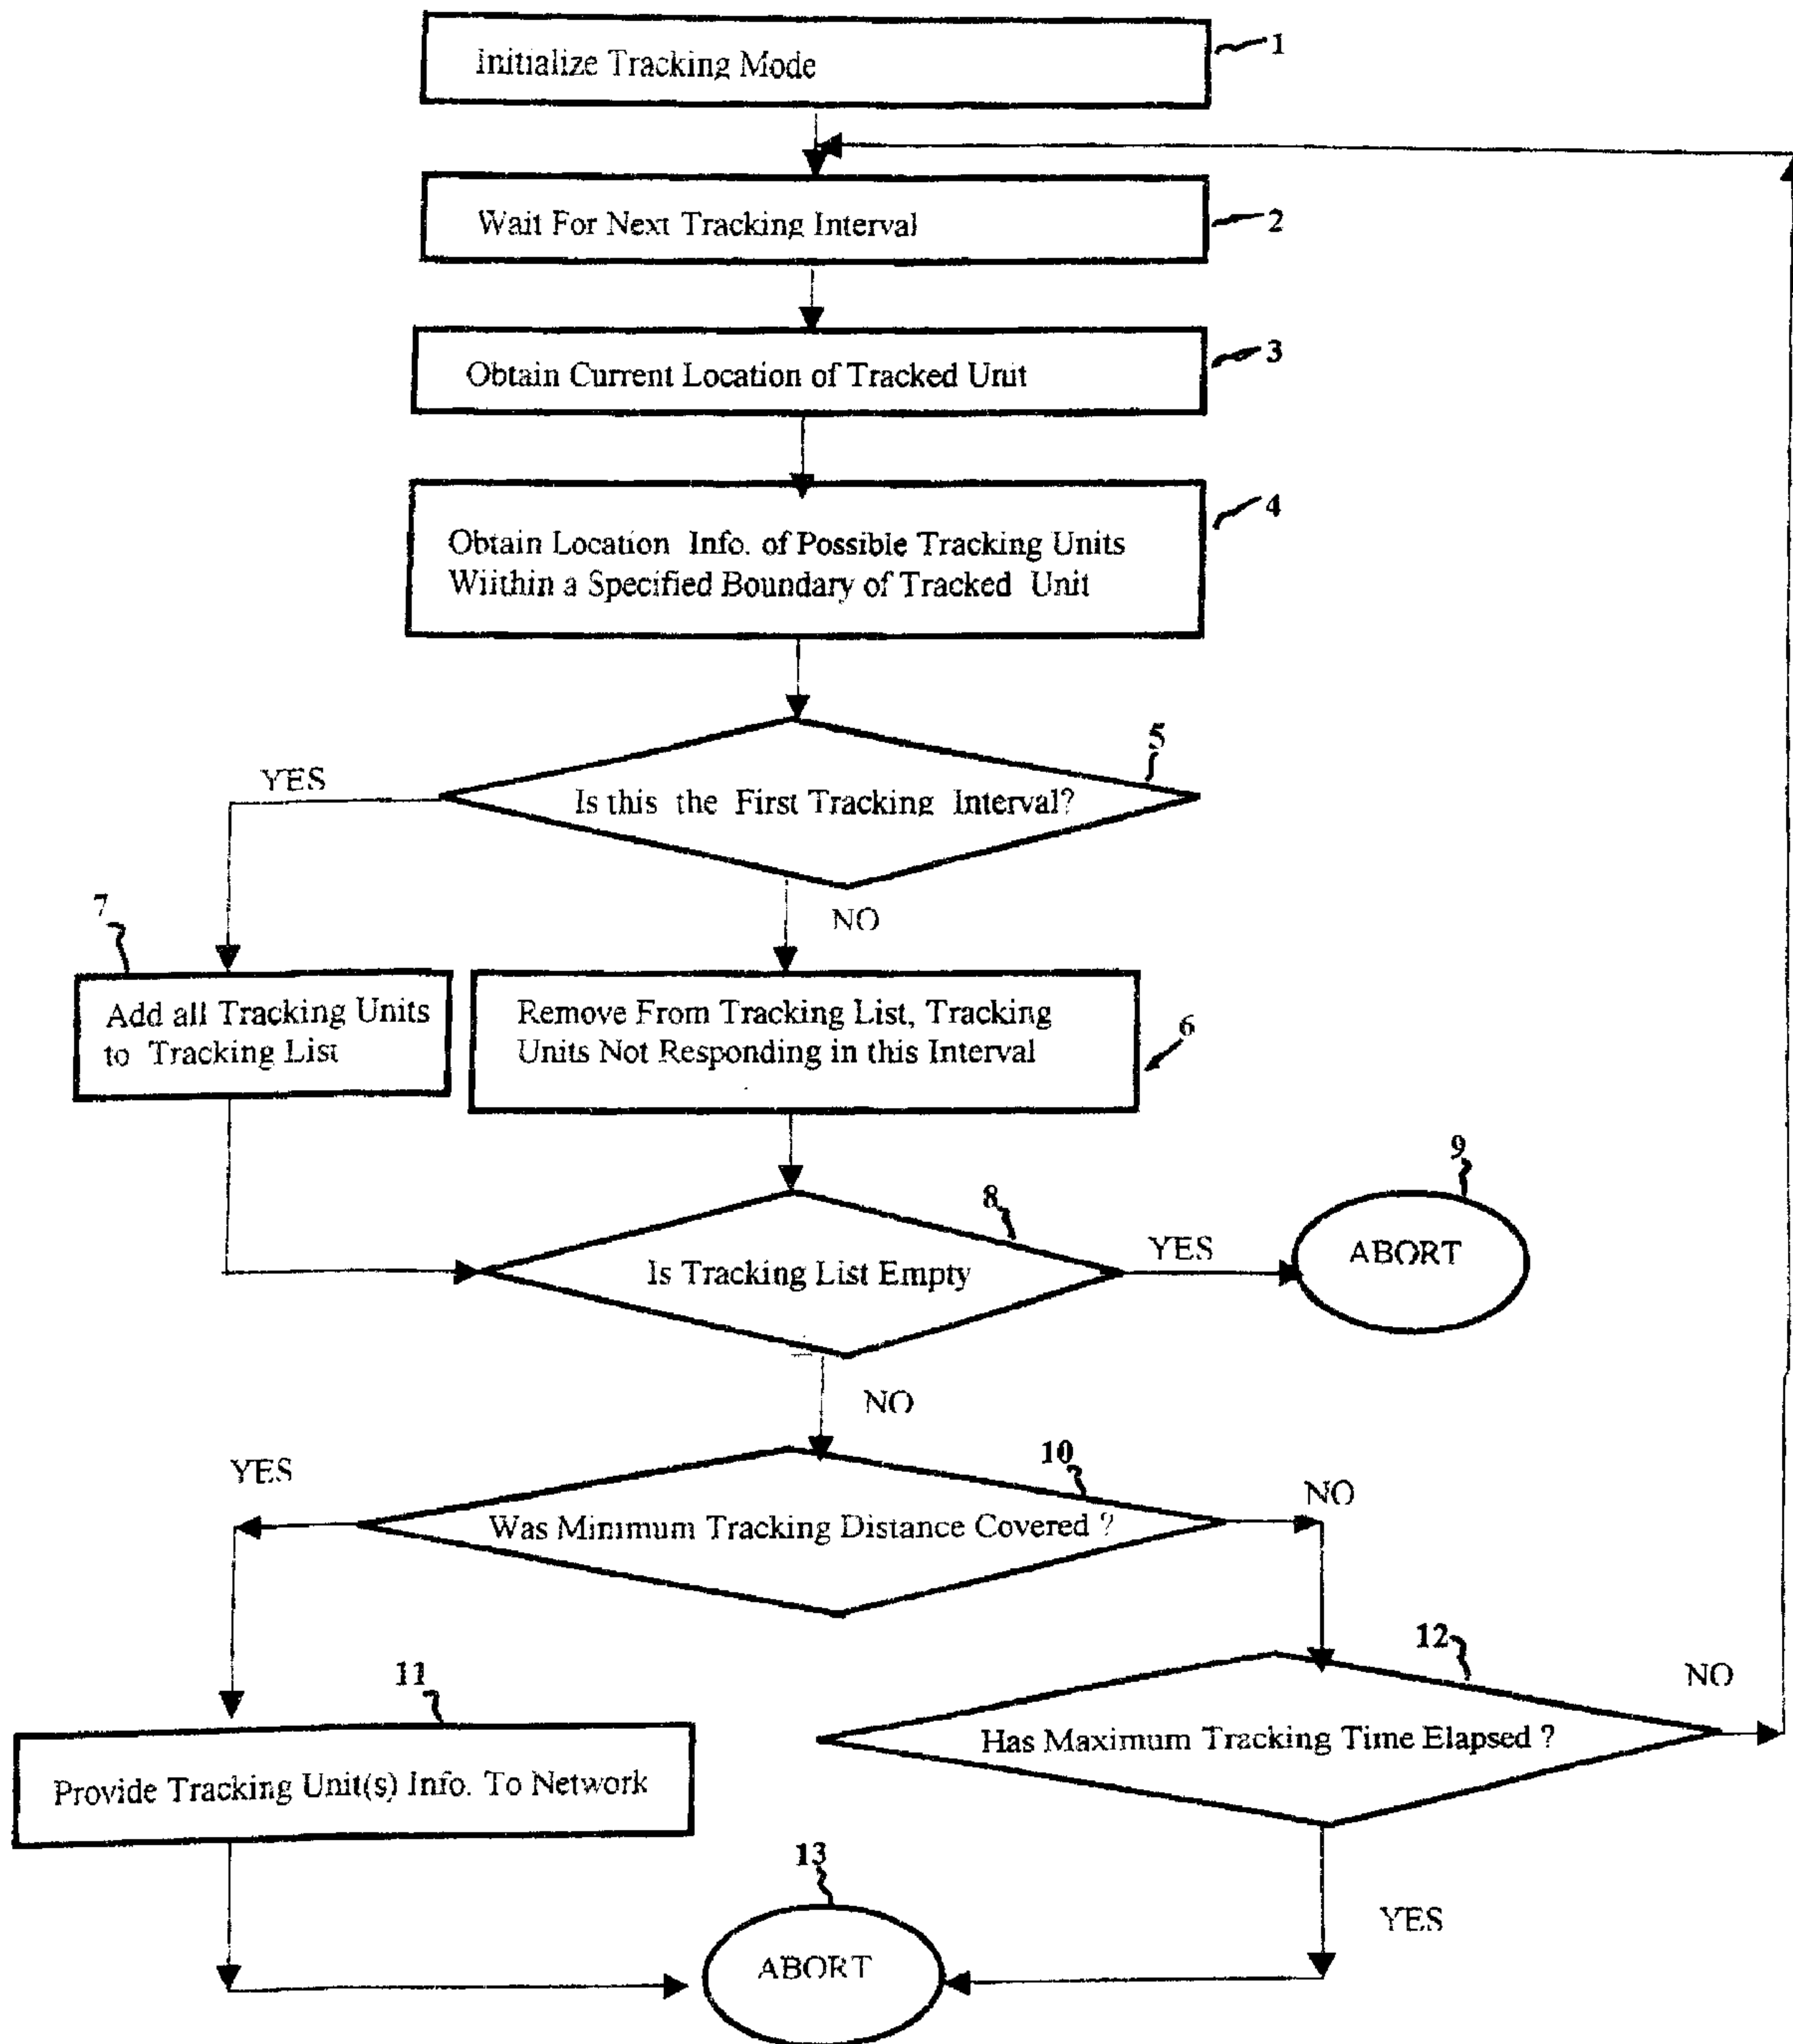 Initialize Tracking Mode
1
Wait For Next Tracking Interval
2
Obtain Current Location of Tracked Unit
3
Obtain Location Info. of Possible Tracking Units
Wiithin a Specified Boundary of Tracked Unit
4
5
YES
Is this the First Tracking Interval?
NO
7
Add all Tracking Units
to Tracking List
Remove From Tracking List, Tracking
Units Not Responding in this Interval
6
8
Is Tracking List Empty
YES
9
ABORT
NO
10
YES
Was Minimum Tracking Distance Covered ?
NO
12
Has Maximum Tracking Time Elapsed ?
NO
11
Provide Tracking Unit(s) Info. To Network
13
ABORT
YES